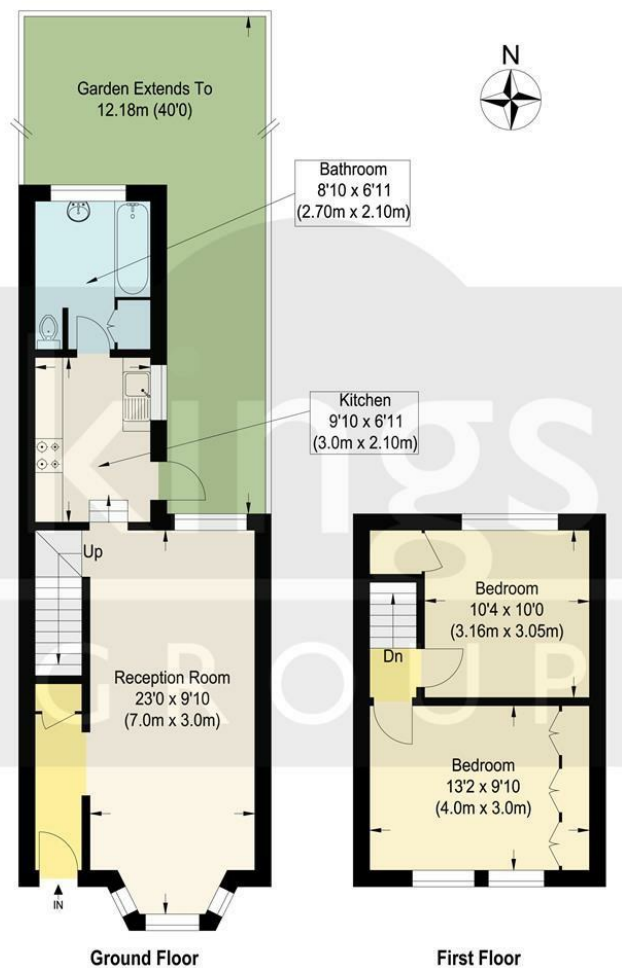 Garden Extends To
12.18m (40'0)
N
Bathroom
8'10 x 6'11
(2.70m x 2.10m)
Kitchen
9'10 x 6'11
(3.0m x 2.10m)
Up
Reception Room
23'0 x 9'10
(7.0m x 3.0m)
IN
Bedroom
10'4 x 10'0
(3.16m x 3.05m)
Dn
Bedroom
13'2 x 9'10
(4.0m x 3.0m)
Kings
GROUP
Ground Floor
First Floor